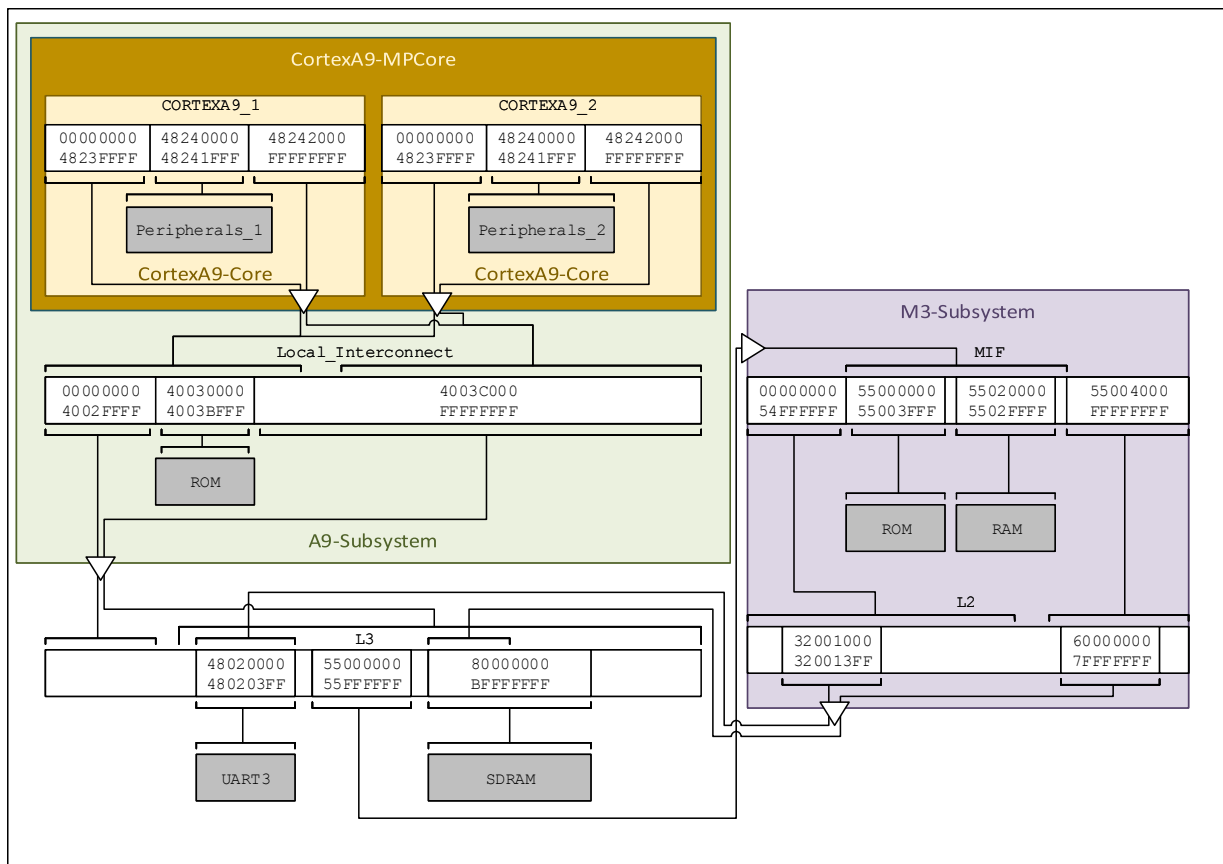 CortexA9-MPCore
CORTEXA9_1
00000000 48240000 48242000
4823FFFF 48241FFF FFFFFFFF
Peripherals_1
CortexA9-Core
CORTEXA9_2
00000000 48240000 48242000
4823FFFF 48241FFF FFFFFFFF
Peripherals_2
CortexA9-Core
Local_Interconnect
00000000 40030000 4003C000
4002FFFF 4003BFFF FFFFFFFF
ROM
A9-Subsystem
M3-Subsystem
MIF
00000000 55000000 55020000 55004000
54FFFFFF 55003FFF 5502FFFF FFFFFFFF
ROM RAM
L2
32001000 60000000
320013FF 7FFFFFFF
L3
48020000 55000000 80000000
480203FF 55FFFFFF BFFFFFFF
UART3 SDRAM